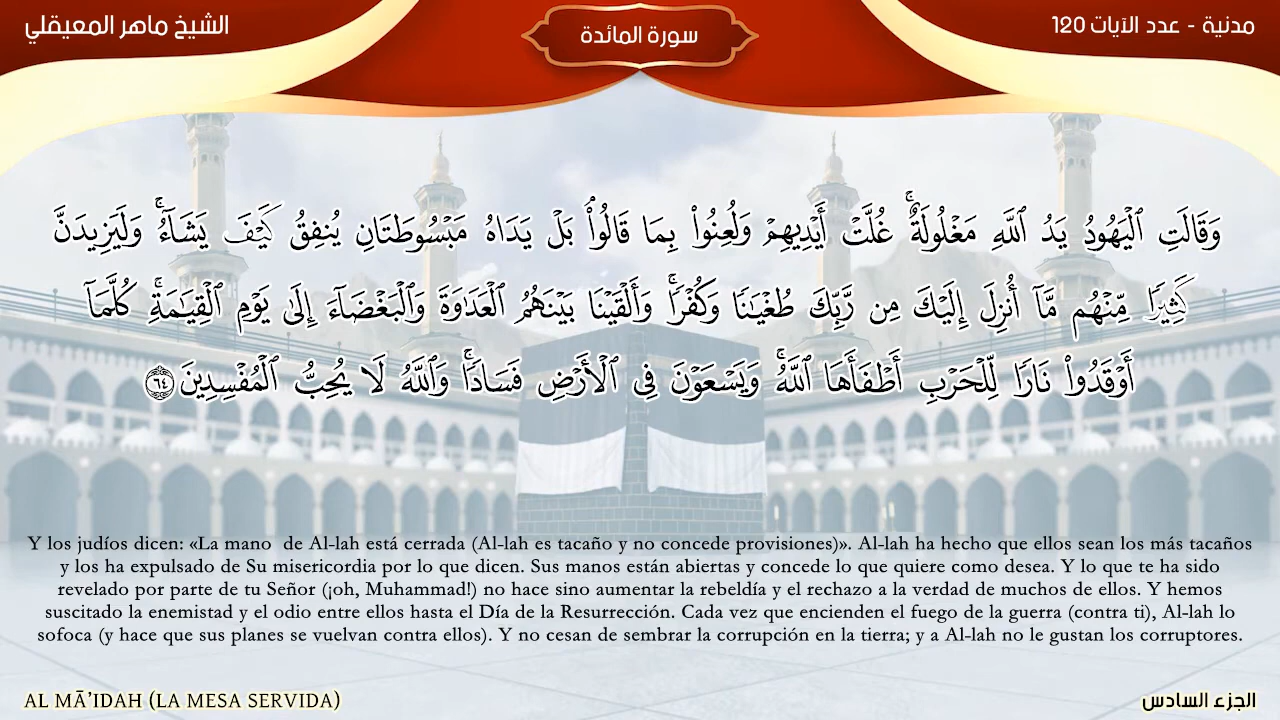 مدنية - عدد الآيات 120
سورة المائدة
الشيخ ماهر المعيقلي
وَقَالَتِ ٱلْيَهُودُ يَدُ ٱللَّهِ مَغْلُولَةٌ ۚ غُلَّتْ أَيْدِيهِمْ وَلُعِنُوا۟ بِمَا قَالُوا۟ ۘ بَلْ يَدَاهُ مَبْسُوطَتَانِ يُنفِقُ كَيْفَ يَشَآءُ ۚ وَلَيَزِيدَنَّ
كَثِيرًا مِّنْهُم مَّآ أُنزِلَ إِلَيْكَ مِن رَّبِّكَ طُغْيَـٰنًا وَكُفْرًا ۚ وَأَلْقَيْنَا بَيْنَهُمُ ٱلْعَدَٰوَةَ وَٱلْبَغْضَآءَ إِلَىٰ يَوْمِ ٱلْقِيَـٰمَةِ ۚ كُلَّمَآ
أَوْقَدُوا۟ نَارًا لِّلْحَرْبِ أَطْفَأَهَا ٱللَّهُ ۚ وَيَسْعَوْنَ فِى ٱلْأَرْضِ فَسَادًا ۚ وَٱللَّهُ لَا يُحِبُّ ٱلْمُفْسِدِينَ ٦٤
Y los judíos dicen: «La mano de Al-lah está cerrada (Al-lah es tacaño y no concede provisiones)». Al-lah ha hecho que ellos sean los más tacaños
y los ha expulsado de Su misericordia por lo que dicen. Sus manos están abiertas y concede lo que quiere como desea. Y lo que te ha sido
revelado por parte de tu Señor (¡oh, Muhammad!) no hace sino aumentar la rebeldía y el rechazo a la verdad de muchos de ellos. Y hemos
suscitado la enemistad y el odio entre ellos hasta el Día de la Resurrección. Cada vez que encienden el fuego de la guerra (contra ti), Al-lah lo
sofoca (y hace que sus planes se vuelvan contra ellos). Y no cesan de sembrar la corrupción en la tierra; y a Al-lah no le gustan los corruptores.
AL MĀ’IDAH (LA MESA SERVIDA)
الجزء السادس